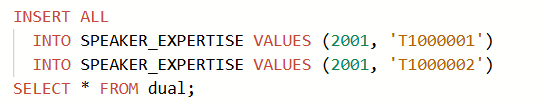 INSERT ALL
INTO SPEAKER_EXPERTISE VALUES (2001, 'T1000001')
INTO SPEAKER_EXPERTISE VALUES (2001, 'T1000002')
SELECT * FROM dual;